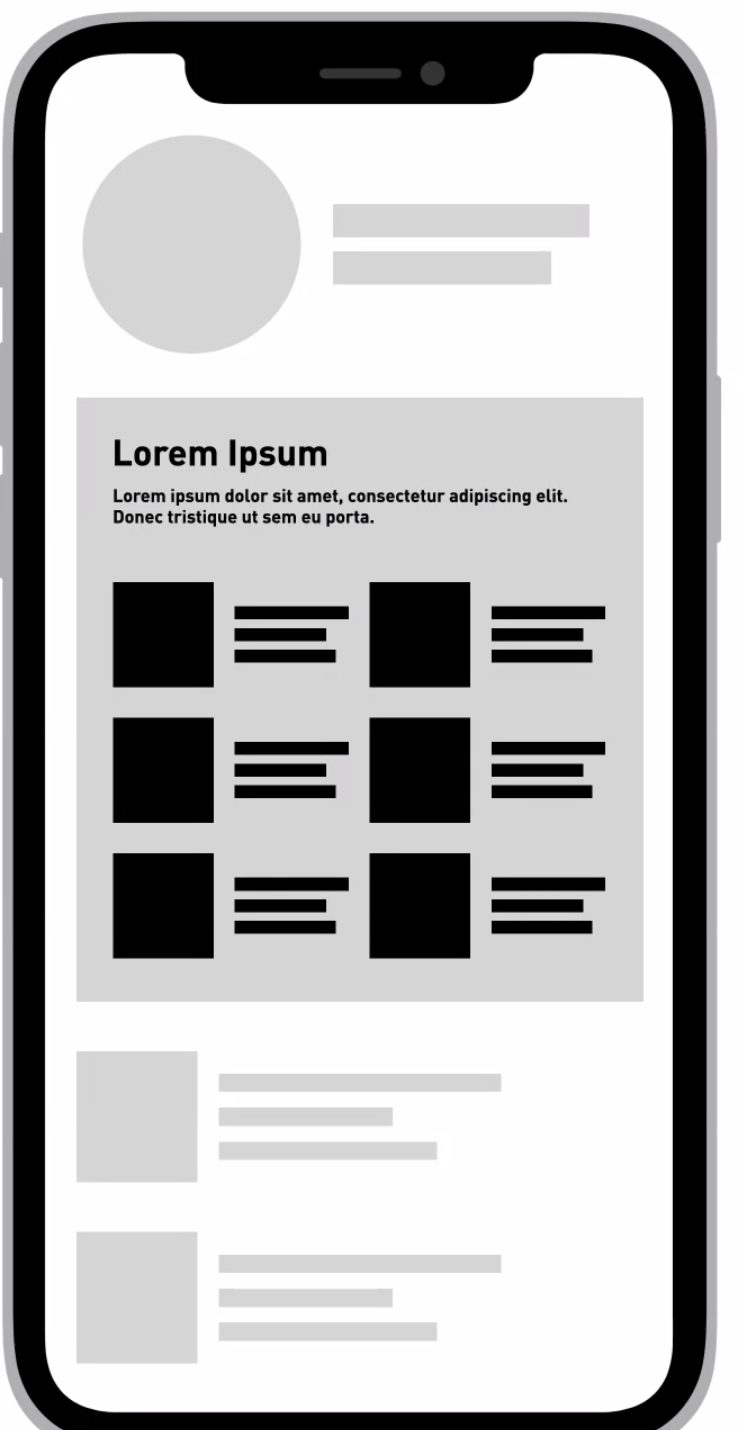 Lorem Ipsum
Lorem ipsum dolor sit amet, consectetur adipiscing elit.
Donec tristique ut sem eu porta.